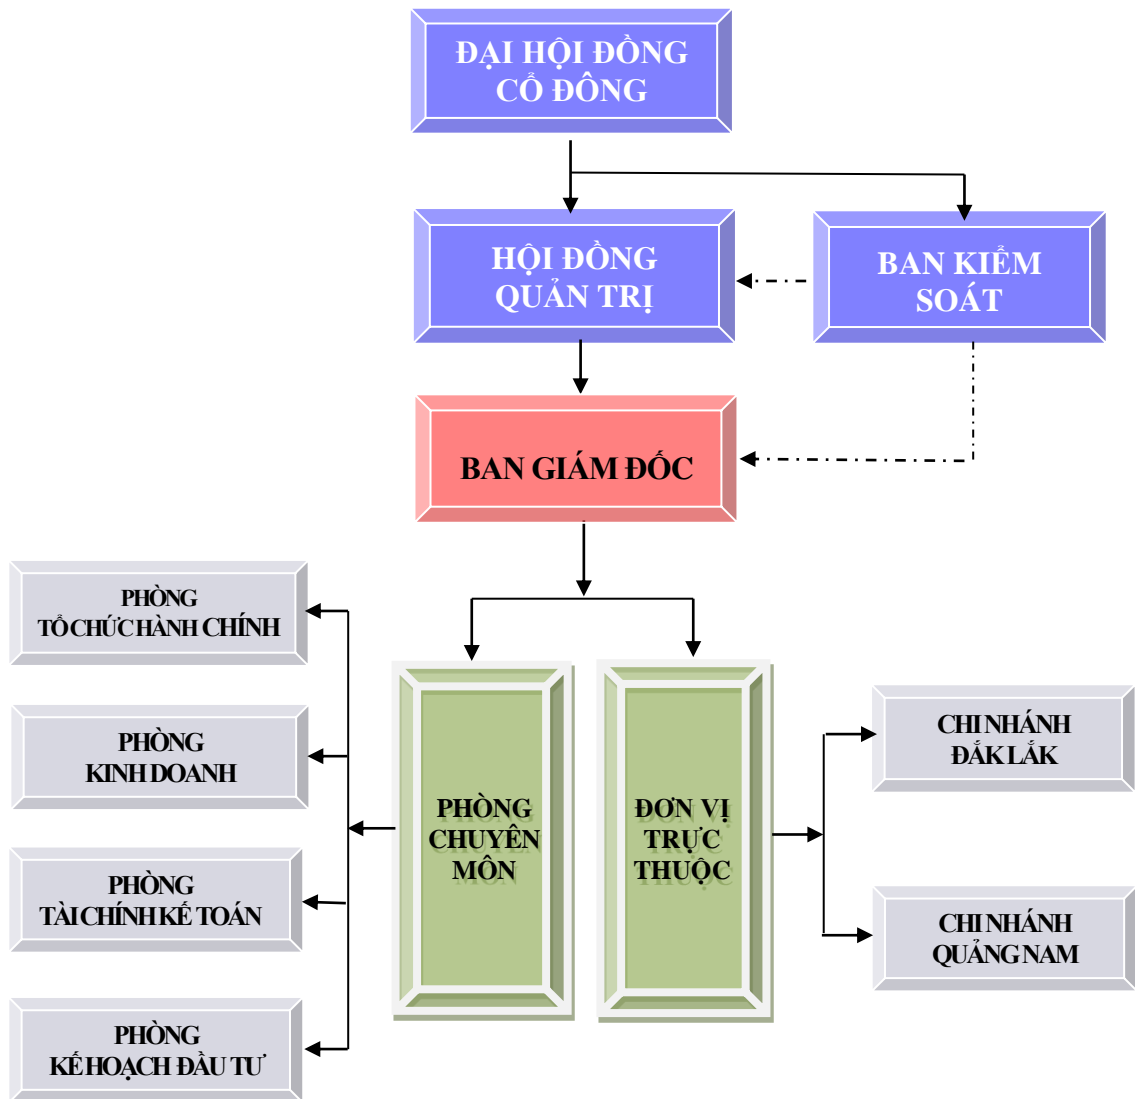 ĐẠI HỘI ĐỒNG
CỔ ĐÔNG
HỘI ĐỒNG
QUẢN TRỊ
BAN KIỂM
SOÁT
BAN GIÁM ĐỐC
PHÒNG
TỔ CHỨC HÀNH CHÍNH
PHÒNG
KINH DOANH
PHÒNG
TÀI CHÍNH KẾ TOÁN
PHÒNG
KẾ HOẠCH ĐẦU TƯ
PHÒNG
CHUYÊN
MÔN
ĐƠN VỊ
TRỰC
THUỘC
CHI NHÁNH
ĐẮK LẮK
CHI NHÁNH
QUẢNG NAM